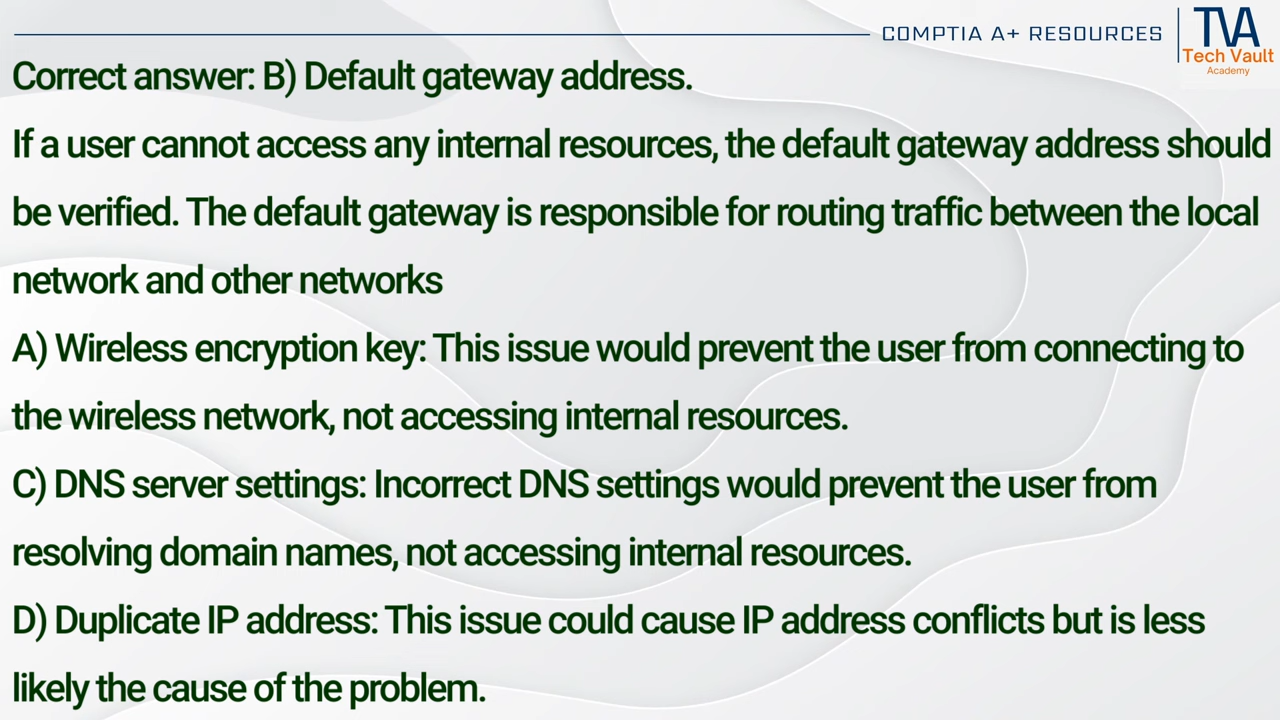 COMPTIA A+ RESOURCES
TVA
Tech Vault
Academy
Correct answer: B) Default gateway address.
If a user cannot access any internal resources, the default gateway address should
be verified. The default gateway is responsible for routing traffic between the local
network and other networks
A) Wireless encryption key: This issue would prevent the user from connecting to
the wireless network, not accessing internal resources.
C) DNS server settings: Incorrect DNS settings would prevent the user from
resolving domain names, not accessing internal resources.
D) Duplicate IP address: This issue could cause IP address conflicts but is less
likely the cause of the problem.